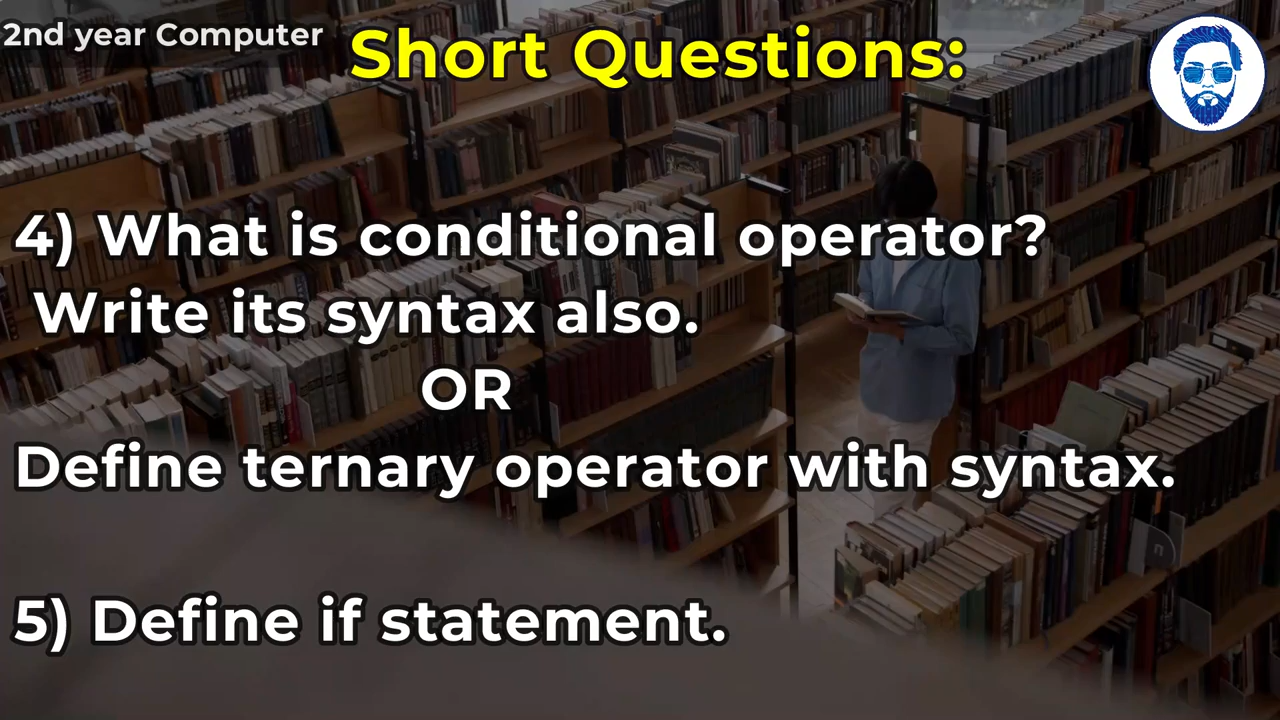 2nd year Computer
Short Questions:
4) What is conditional operator?
Write its syntax also.
OR
Define ternary operator with syntax.
5) Define if statement.